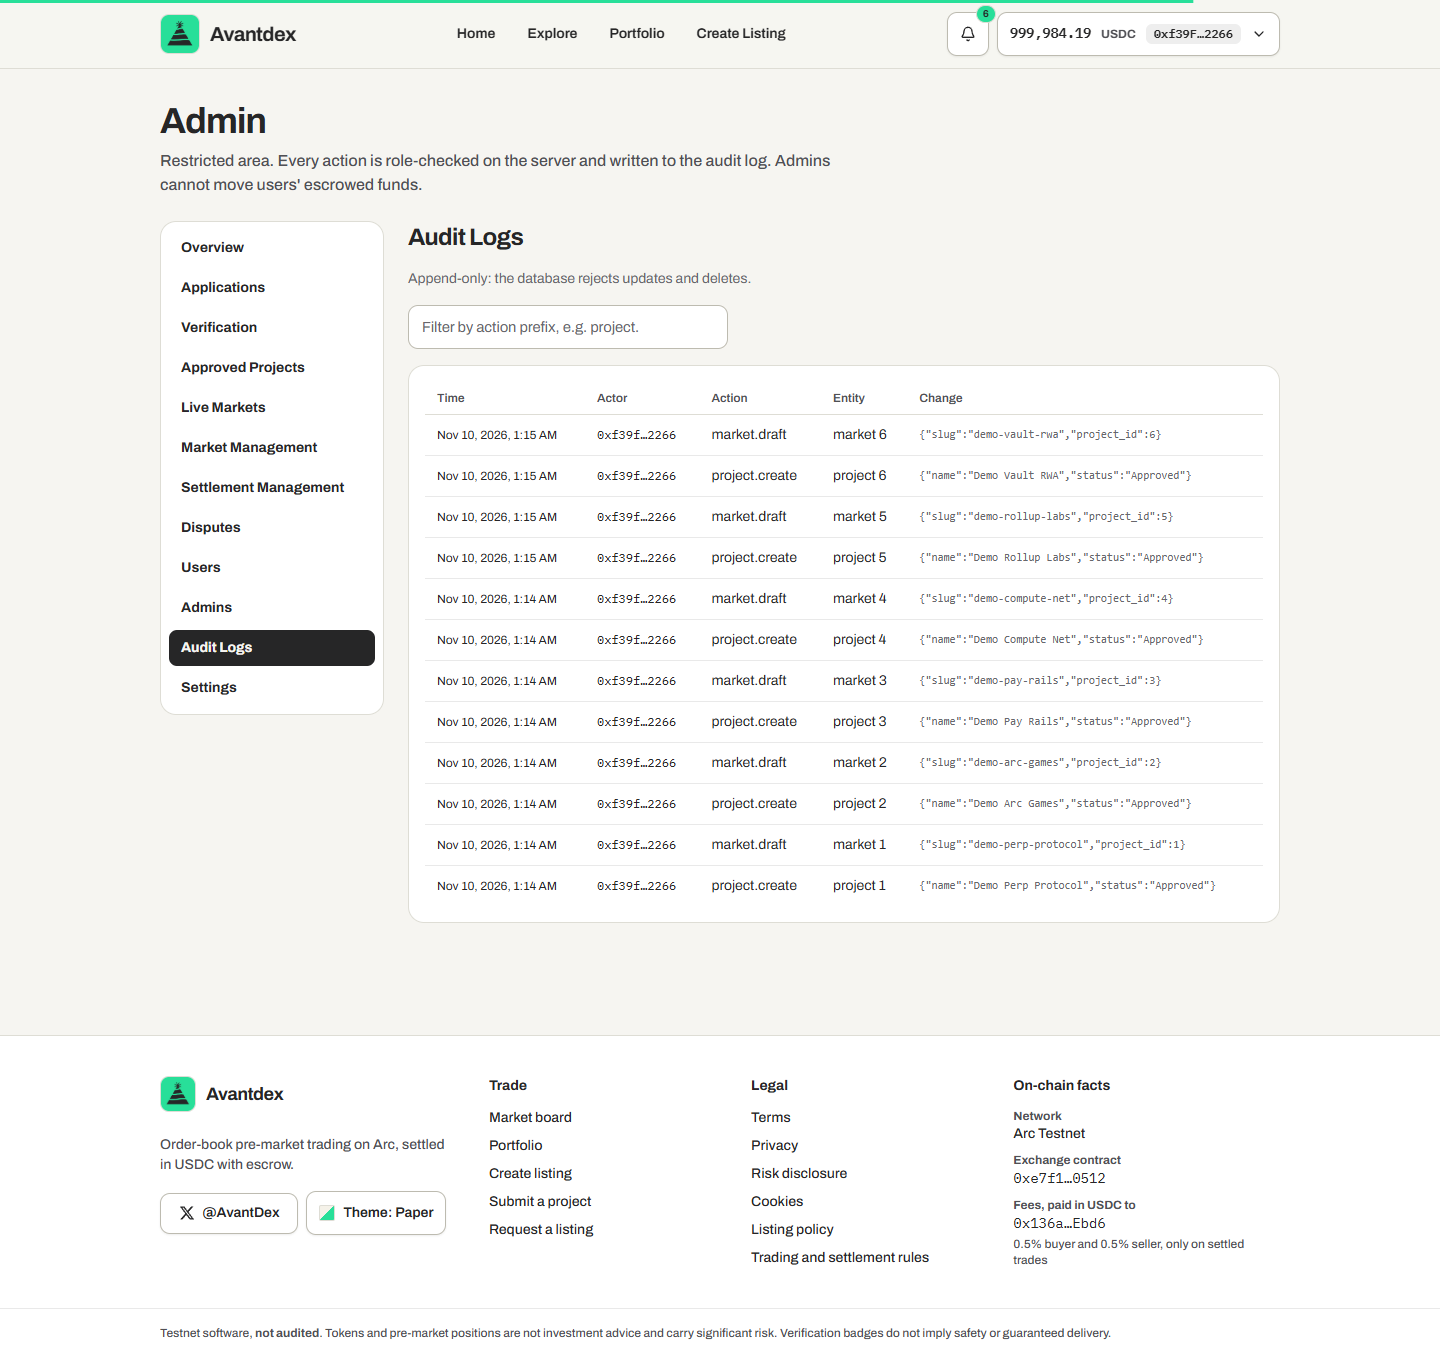 Avantdex
Home
Explore
Portfolio
Create Listing
6
999,984.19 USDC 0xf39F…2266
Admin
Restricted area. Every action is role-checked on the server and written to the audit log. Admins
cannot move users' escrowed funds.
Overview
Applications
Verification
Approved Projects
Live Markets
Market Management
Settlement Management
Disputes
Users
Admins
Audit Logs
Settings
Audit Logs
Append-only: the database rejects updates and deletes.
Filter by action prefix, e.g. project.
Time Actor Action Entity Change
Nov 10, 2026, 1:15 AM 0xf39f…2266 market.draft market 6 {"slug":"demo-vault-rwa","project_id":6}
Nov 10, 2026, 1:15 AM 0xf39f…2266 project.create project 6 {"name":"Demo Vault RWA","status":"Approved"}
Nov 10, 2026, 1:15 AM 0xf39f…2266 market.draft market 5 {"slug":"demo-rollup-labs","project_id":5}
Nov 10, 2026, 1:15 AM 0xf39f…2266 project.create project 5 {"name":"Demo Rollup Labs","status":"Approved"}
Nov 10, 2026, 1:14 AM 0xf39f…2266 market.draft market 4 {"slug":"demo-compute-net","project_id":4}
Nov 10, 2026, 1:14 AM 0xf39f…2266 project.create project 4 {"name":"Demo Compute Net","status":"Approved"}
Nov 10, 2026, 1:14 AM 0xf39f…2266 market.draft market 3 {"slug":"demo-pay-rails","project_id":3}
Nov 10, 2026, 1:14 AM 0xf39f…2266 project.create project 3 {"name":"Demo Pay Rails","status":"Approved"}
Nov 10, 2026, 1:14 AM 0xf39f…2266 market.draft market 2 {"slug":"demo-arc-games","project_id":2}
Nov 10, 2026, 1:14 AM 0xf39f…2266 project.create project 2 {"name":"Demo Arc Games","status":"Approved"}
Nov 10, 2026, 1:14 AM 0xf39f…2266 market.draft market 1 {"slug":"demo-perp-protocol","project_id":1}
Nov 10, 2026, 1:14 AM 0xf39f…2266 project.create project 1 {"name":"Demo Perp Protocol","status":"Approved"}
Avantdex
Order-book pre-market trading on Arc, settled
in USDC with escrow.
@AvantDex
Theme: Paper
Trade
Market board
Portfolio
Create listing
Submit a project
Request a listing
Legal
Terms
Privacy
Risk disclosure
Cookies
Listing policy
Trading and settlement rules
On-chain facts
Network
Arc Testnet
Exchange contract
0xe7f1…0512
Fees, paid in USDC to
0x136a…Ebd6
0.5% buyer and 0.5% seller, only on settled
trades
Testnet software, not audited. Tokens and pre-market positions are not investment advice and carry significant risk. Verification badges do not imply safety or guaranteed delivery.